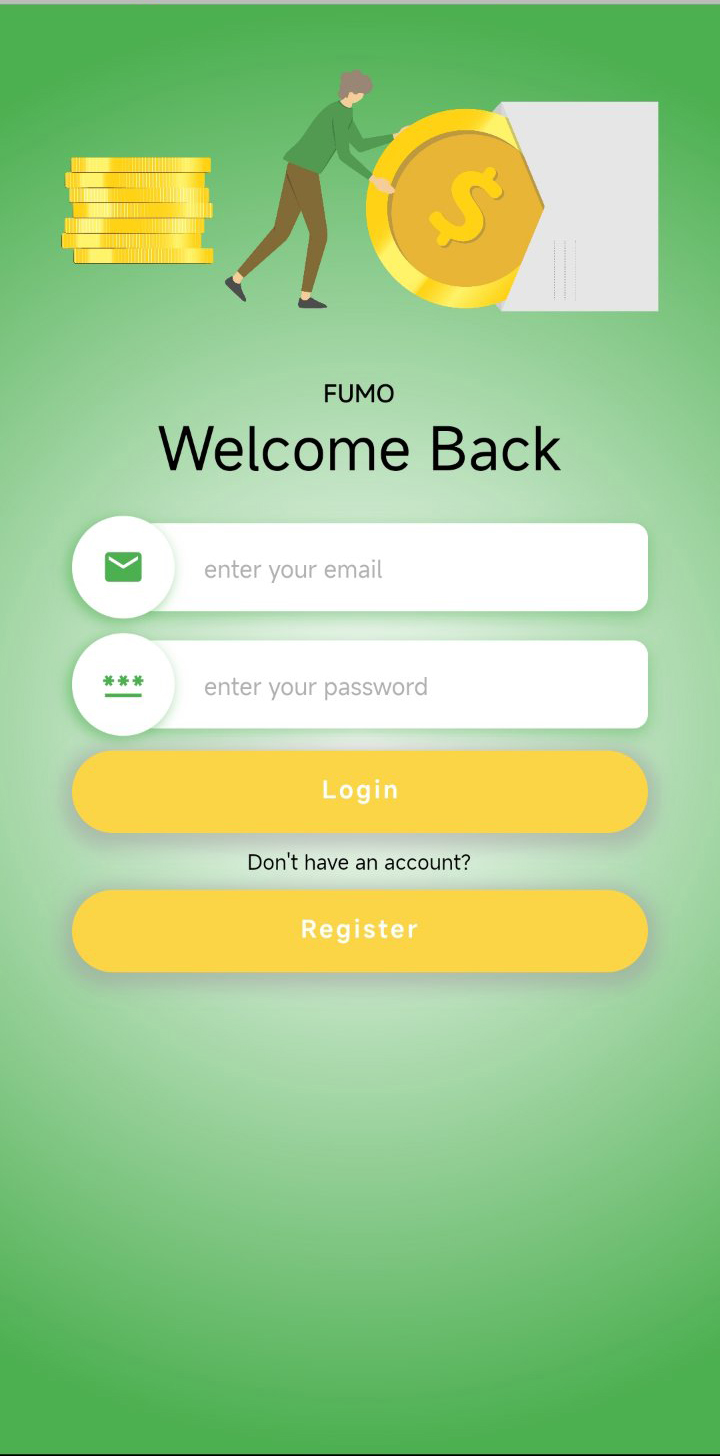 FUMO
Welcome Back
enter your email
***
enter your password
Login
Don't have an account?
Register